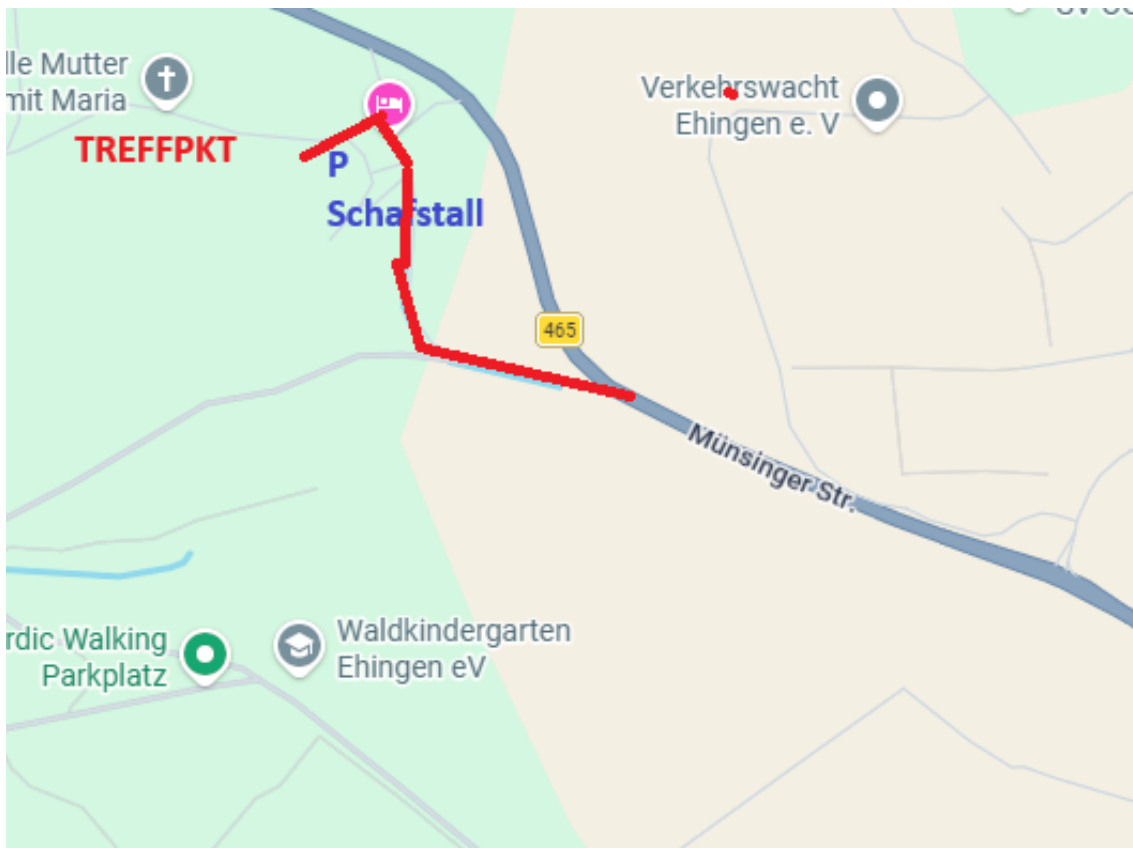 lle Mutter
mit Maria
TREFFPKT
P
Schafstall
Verkehrswacht
Ehingen e. V
465
Münsinger Str.
rdic Walking
Parkplatz
Waldkindergarten
Ehingen eV